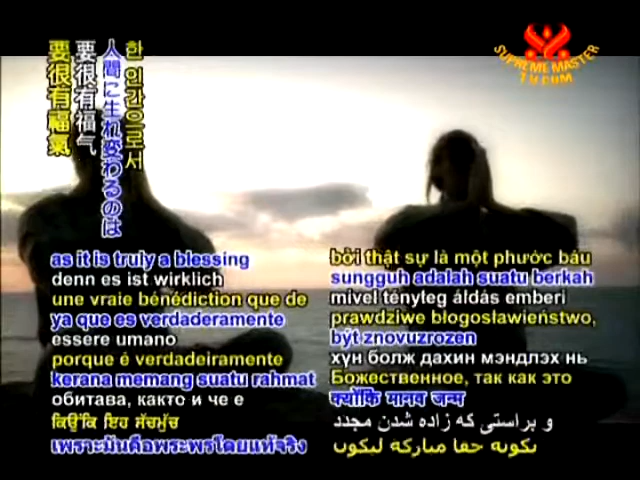 要很有福氣
要很有福气
人間に生れ変わるのは
한 인간으로서
SUPREME MASTER
TV.COM
as it is truly a blessing
denn es ist wirklich
une vraie bénédiction que de
ya que es verdaderamente
essere umano
porque é verdadeiramente
kerana memang suatu rahmat
обитава, както и че е
ਕਿਉਂਕਿ ਇਹ ਸੱਚਮੁੱਚ
เพราะมันคือพระพรโดยแท้จริง
bởi thật sự là một phước báu
sungguh adalah suatu berkah
mivel tényleg áldás emberi
prawdziwe błogosławieństwo,
být znovuzrozen
хүн болж дахин мэндлэх нь
Божественное, так как это
क्योंकि मानव जन्म
و براستی که زاده شدن مجدد
بكونه حقا مباركة ليكون